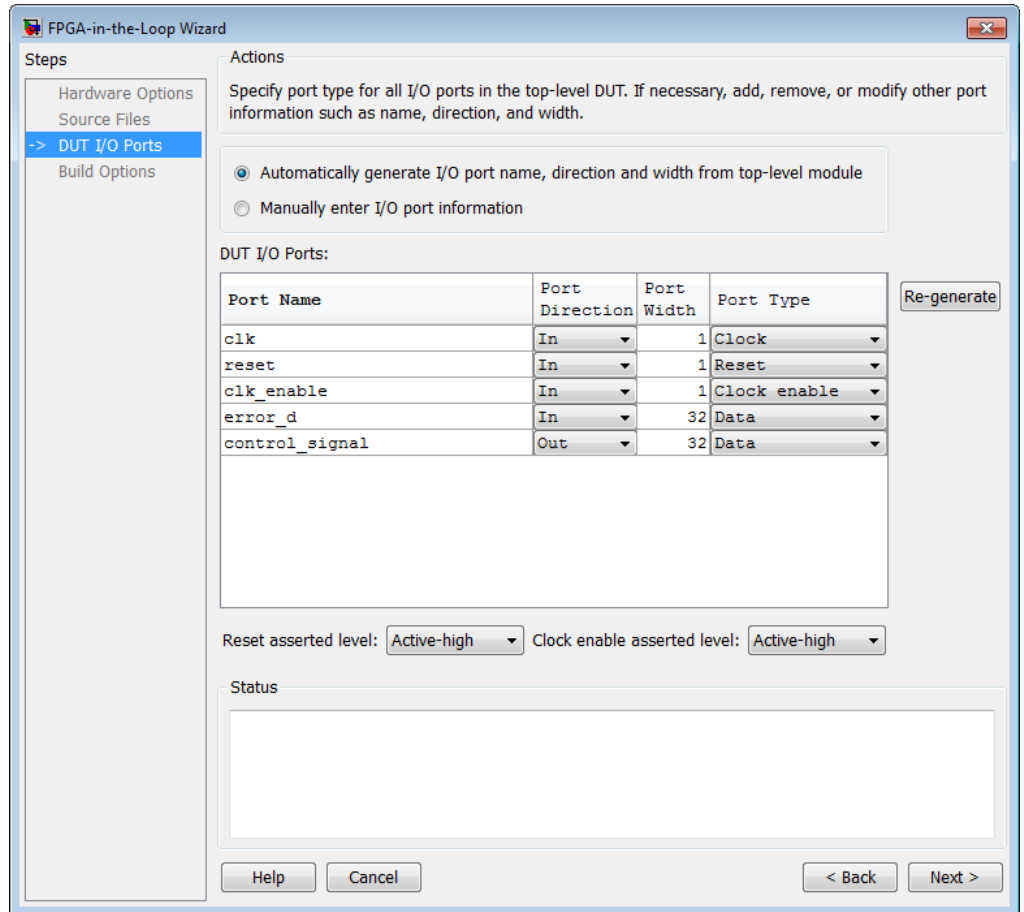 FPGA-in-the-Loop Wizard
Steps
Hardware Options
Source Files
-> DUT I/O Ports
Build Options
Actions
Specify port type for all I/O ports in the top-level DUT. If necessary, add, remove, or modify other port
information such as name, direction, and width.
Automatically generate I/O port name, direction and width from top-level module
Manually enter I/O port information
DUT I/O Ports:
Port Name Port Direction Port Width Port Type
clk In 1 Clock
reset In 1 Reset
clk_enable In 1 Clock enable
error_d In 32 Data
control_signal Out 32 Data
Re-generate
Reset asserted level: Active-high Clock enable asserted level: Active-high
Status
Help Cancel < Back Next >